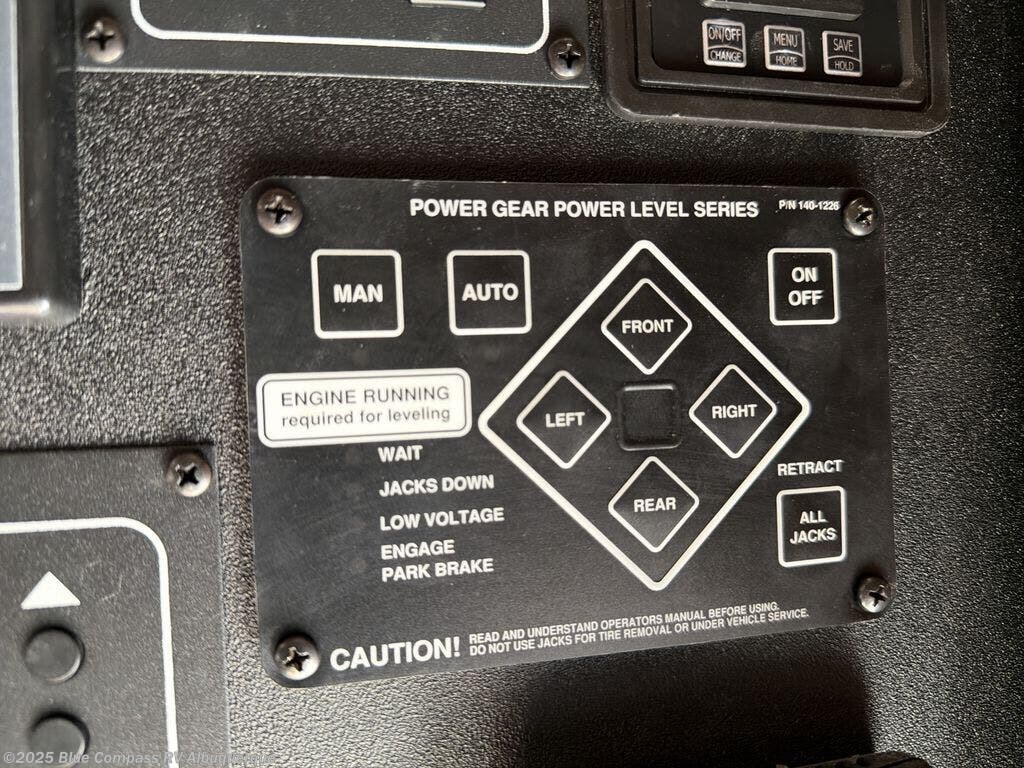 ON/OFF
CHANGE
MENU
HOME
SAVE
HOLD
POWER GEAR POWER LEVEL SERIES
P/N 140-1226
MAN
AUTO
ON
OFF
FRONT
LEFT
RIGHT
REAR
ENGINE RUNNING
required for leveling
WAIT
JACKS DOWN
LOW VOLTAGE
ENGAGE
PARK BRAKE
RETRACT
ALL
JACKS
CAUTION!
READ AND UNDERSTAND OPERATORS MANUAL BEFORE USING.
DO NOT USE JACKS FOR TIRE REMOVAL OR UNDER VEHICLE SERVICE.
©2025 Blue Compass RV Albuquerque